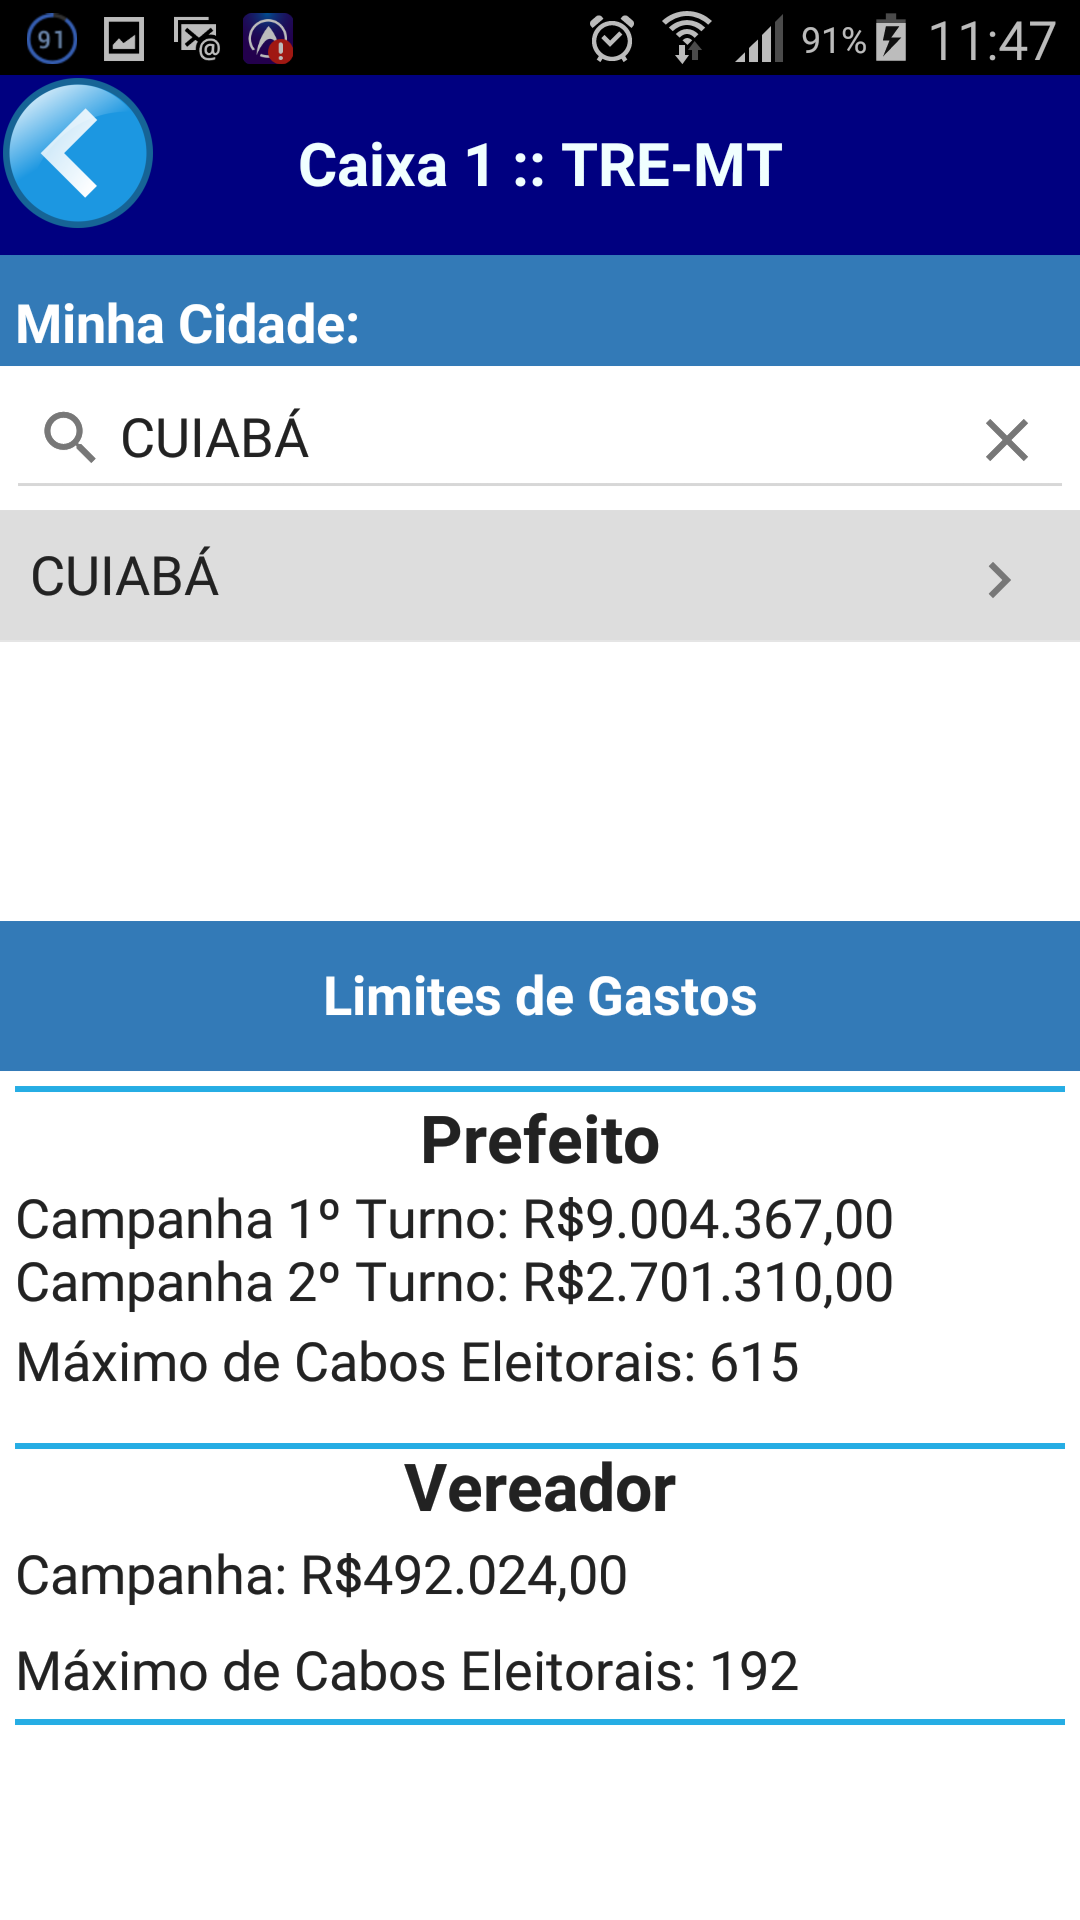 91
@
91%
11:47
Caixa 1 :: TRE-MT
Minha Cidade:
CUIABÁ
CUIABÁ
Limites de Gastos
Prefeito
Campanha 1º Turno: R$9.004.367,00
Campanha 2º Turno: R$2.701.310,00
Máximo de Cabos Eleitorais: 615
Vereador
Campanha: R$492.024,00
Máximo de Cabos Eleitorais: 192